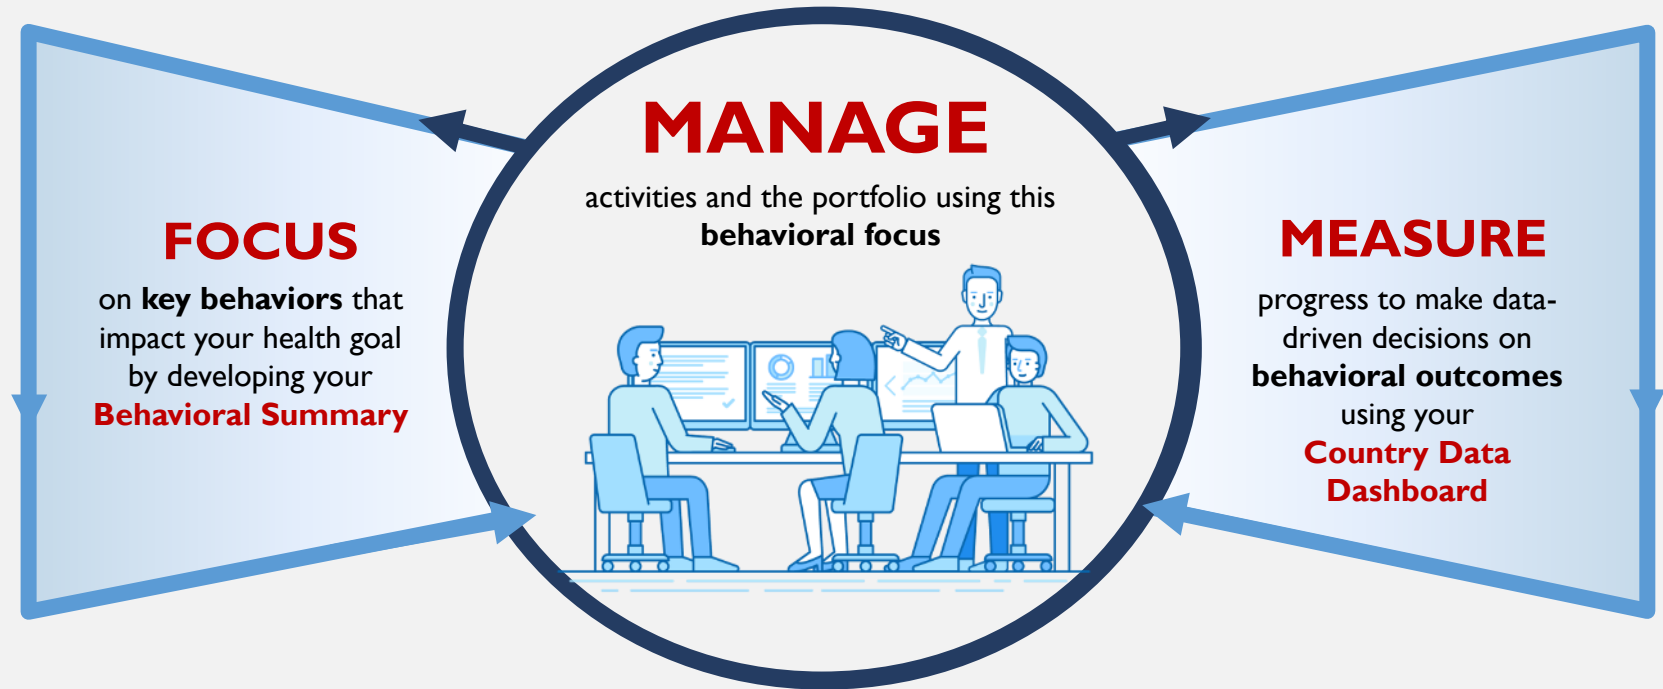 FOCUS
on key behaviors that
impact your health goal
by developing your
Behavioral Summary
MANAGE
activities and the portfolio using this
behavioral focus
MEASURE
progress to make data-
driven decisions on
behavioral outcomes
using your
Country Data
Dashboard